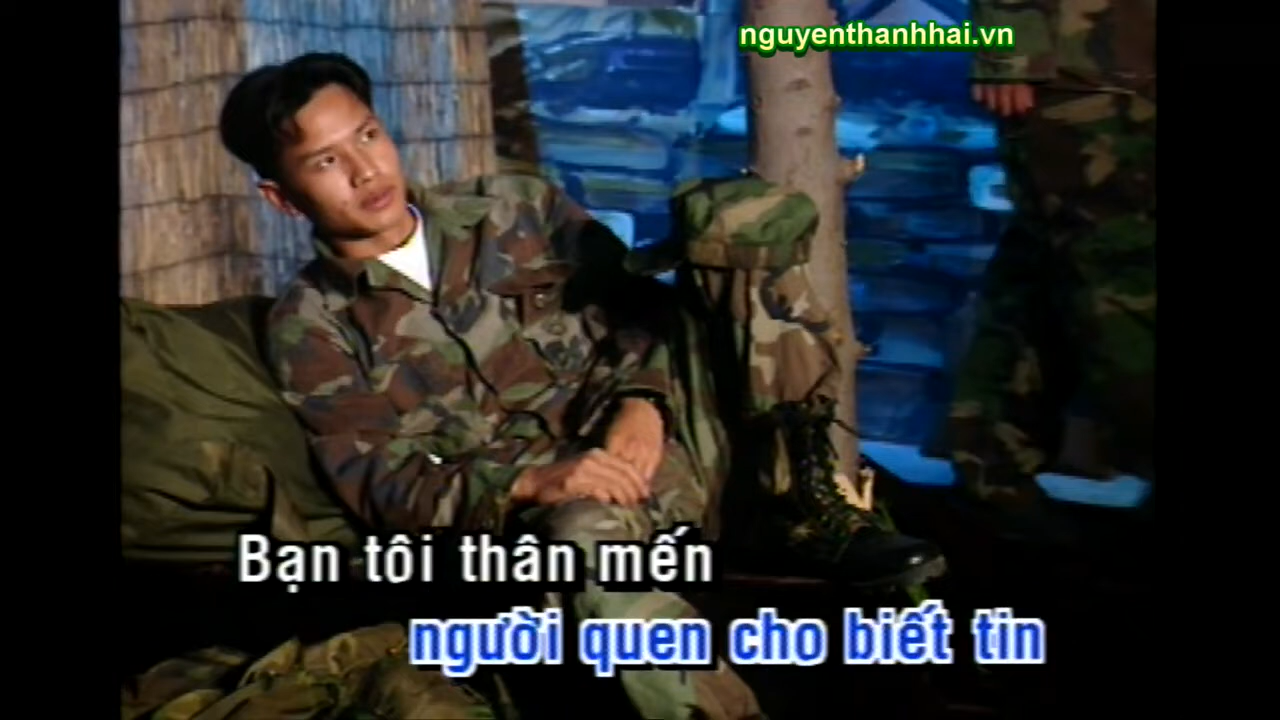 nguyenthanhhai.vn
Bạn tôi thân mến
người quen cho biết tin